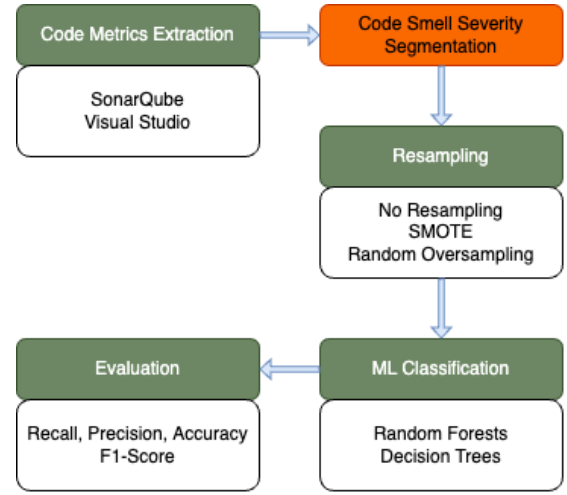 Code Metrics Extraction
SonarQube
Visual Studio
Code Smell Severity
Segmentation
Resampling
No Resampling
SMOTE
Random Oversampling
ML Classification
Random Forests
Decision Trees
Evaluation
Recall, Precision, Accuracy
F1-Score